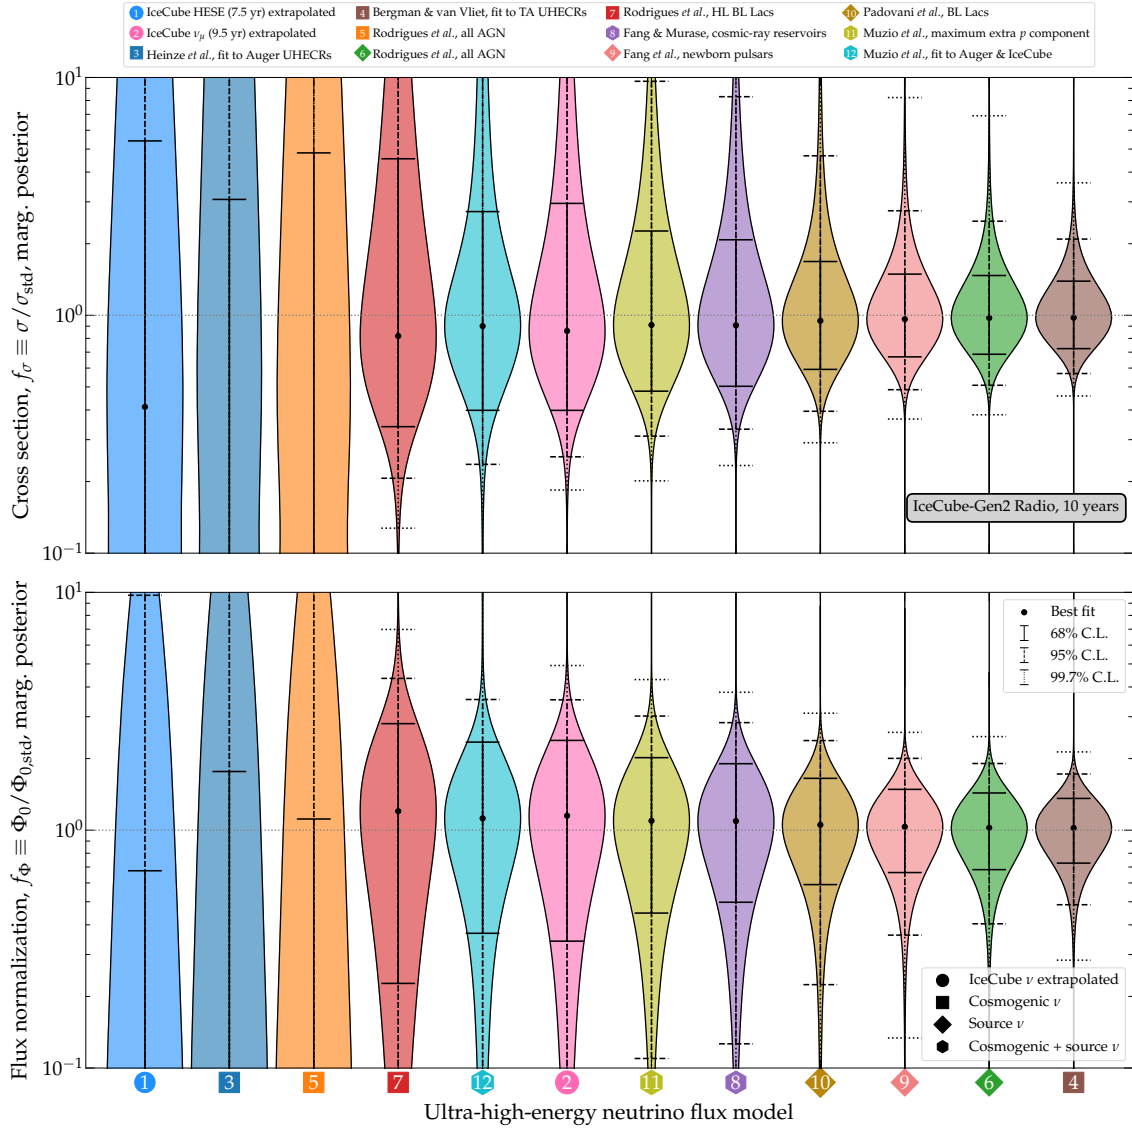 1 IceCube HESE (7.5 yr) extrapolated
2 IceCube νμ (9.5 yr) extrapolated
3 Heinze et al., fit to Auger UHECRs
4 Bergman & van Vliet, fit to TA UHECRs
5 Rodrigues et al., all AGN
6 Rodrigues et al., all AGN
7 Rodrigues et al., HL BL Lacs
8 Fang & Murase, cosmic-ray reservoirs
9 Fang et al., newborn pulsars
10 Padovani et al., BL Lacs
11 Muzio et al., maximum extra p component
12 Muzio et al., fit to Auger & IceCube
Cross section, fσ ≡ σ/σstd, marg. posterior
10¹
10⁰
10⁻¹
IceCube-Gen2 Radio, 10 years
Flux normalization, fΦ ≡ Φ0/Φ0,std, marg. posterior
10¹
10⁰
10⁻¹
Best fit
68% C.L.
95% C.L.
99.7% C.L.
IceCube ν extrapolated
Cosmogenic ν
Source ν
Cosmogenic + source ν
1 3 5 7 12 2 11 8 10 9 6 4
Ultra-high-energy neutrino flux model